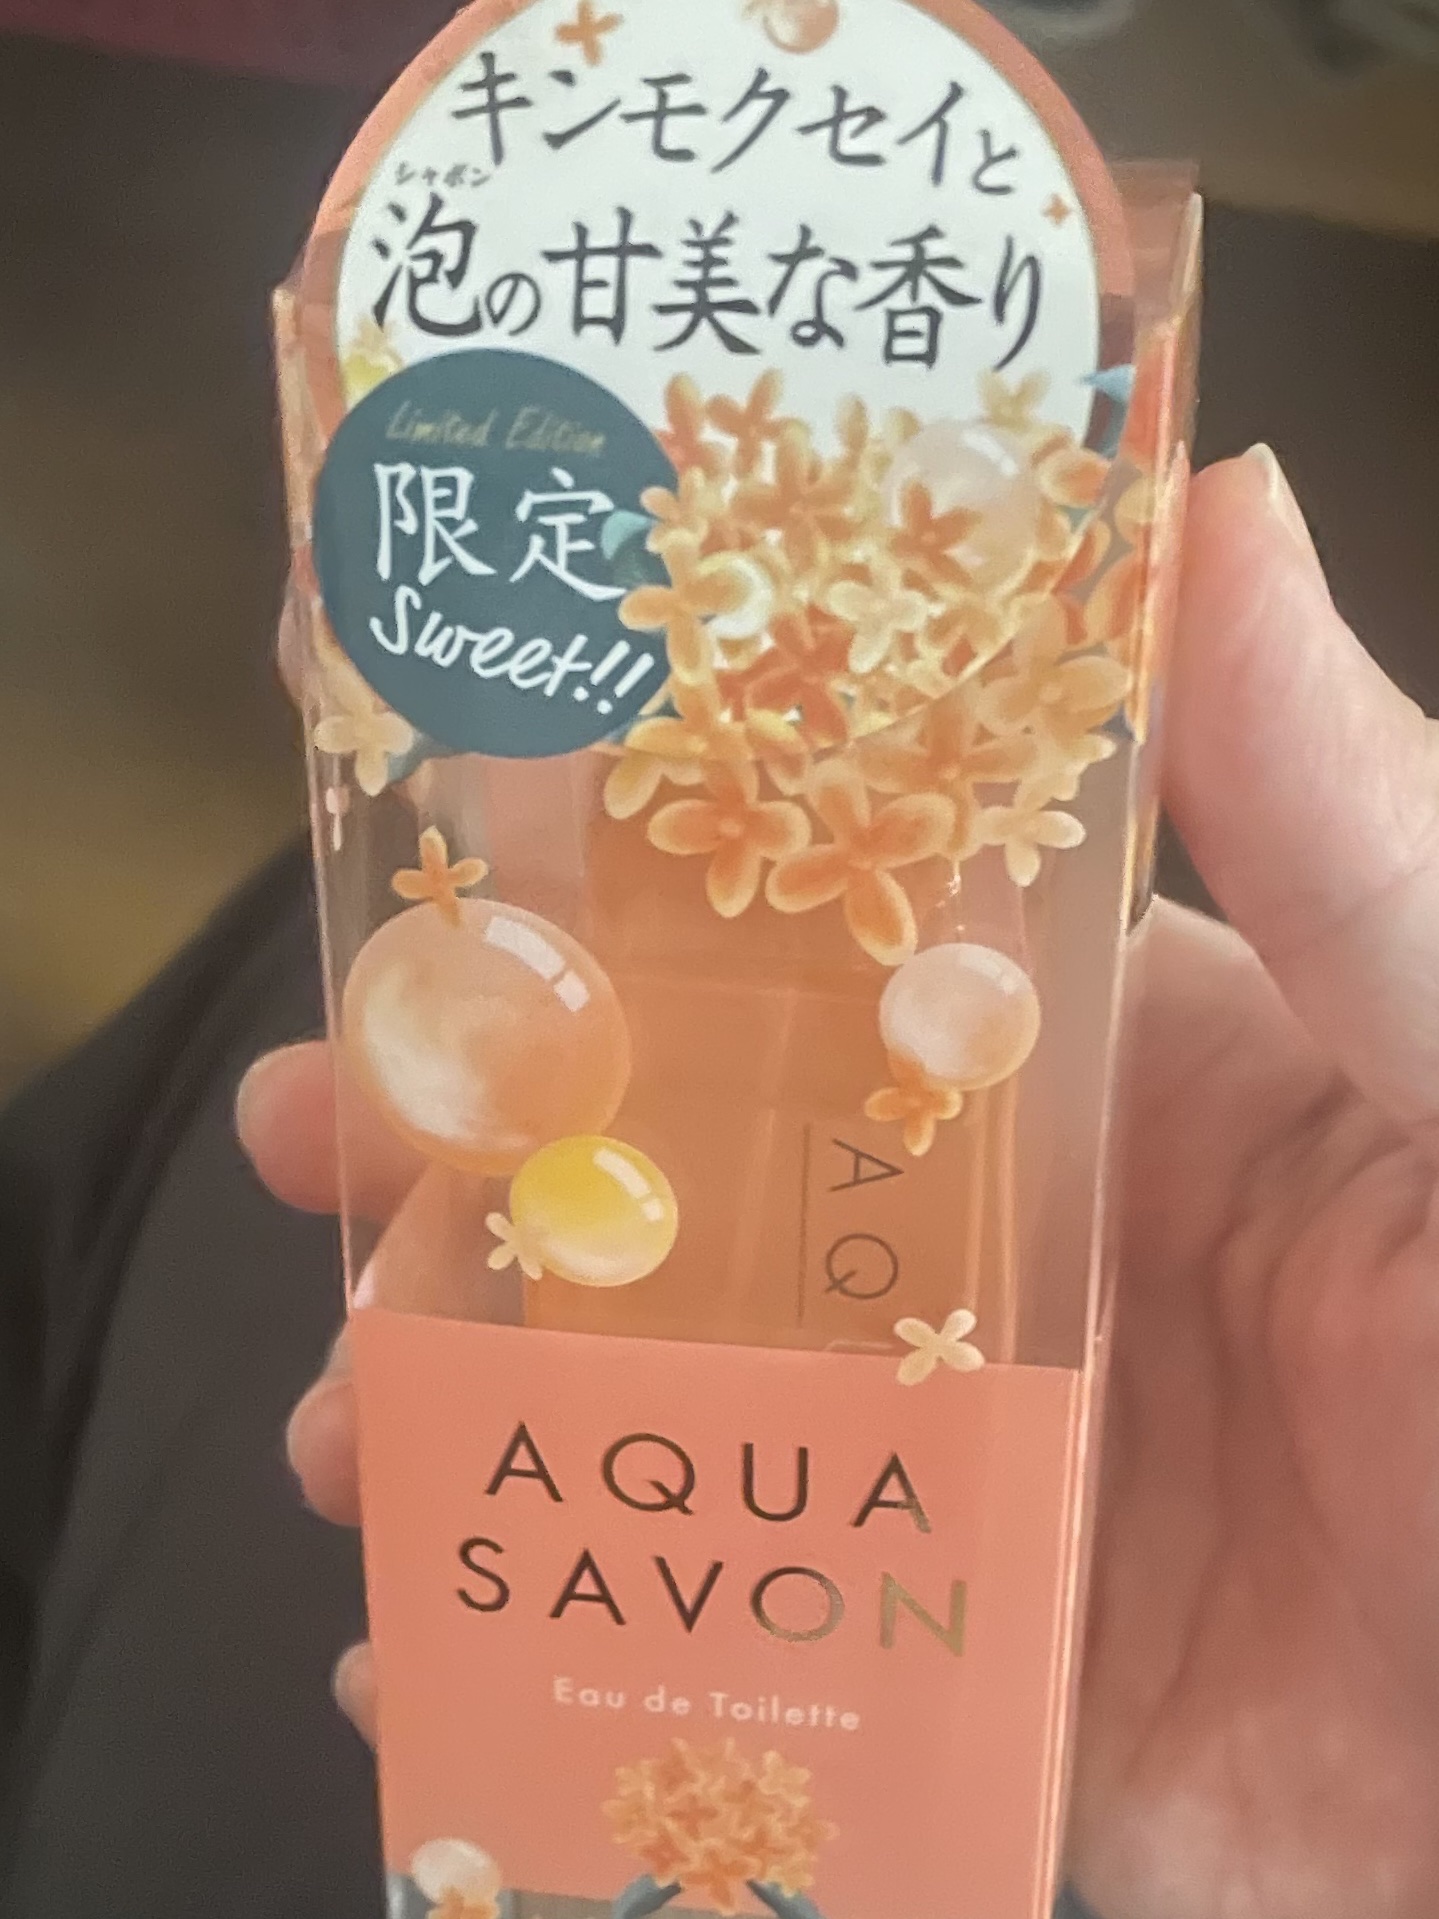 キンモクセイと
シャボン
泡の甘美な香り
Limited Edition
限定
Sweet!!
AQ
AQUA
SAVON
Eau de Toilette